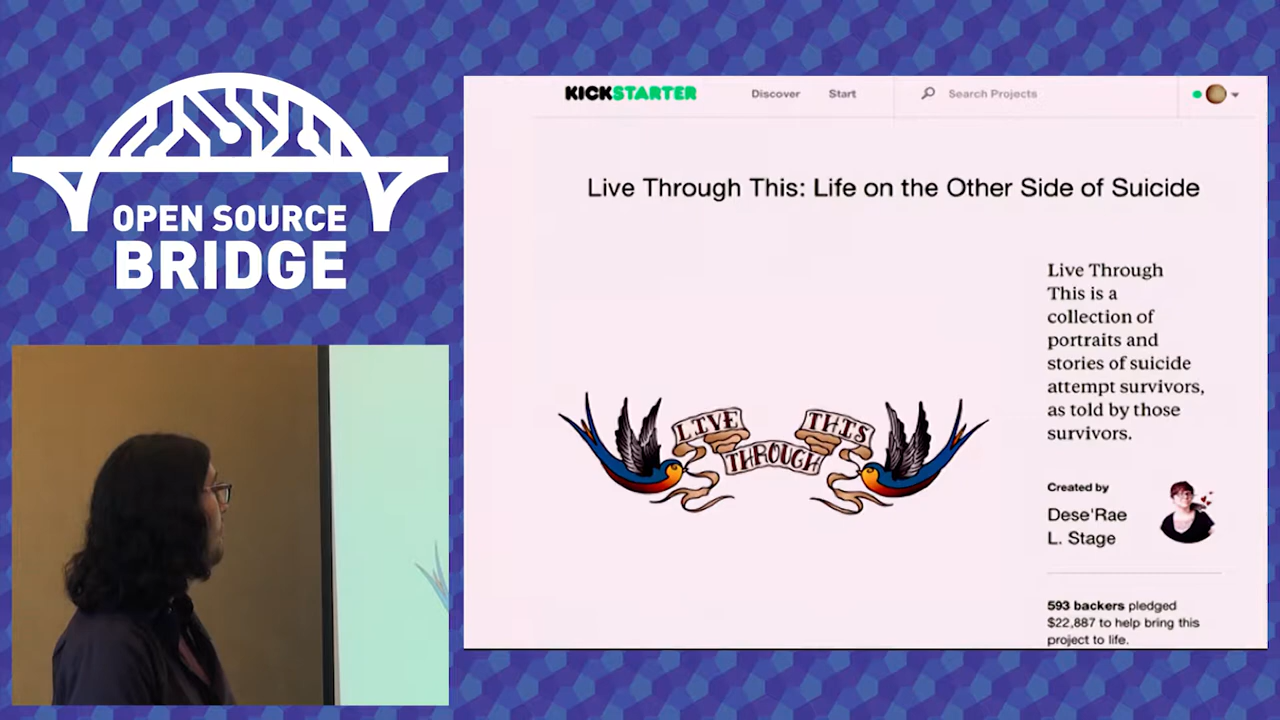 OPEN SOURCE
BRIDGE
KICKSTARTER
Discover
Start
Search Projects
Live Through This: Life on the Other Side of Suicide
LIVE
THIS
THROUGH
Live Through
This is a
collection of
portraits and
stories of suicide
attempt survivors,
as told by those
survivors.
Created by
Dese'Rae
L. Stage
593 backers pledged
$22,887 to help bring this
project to life.